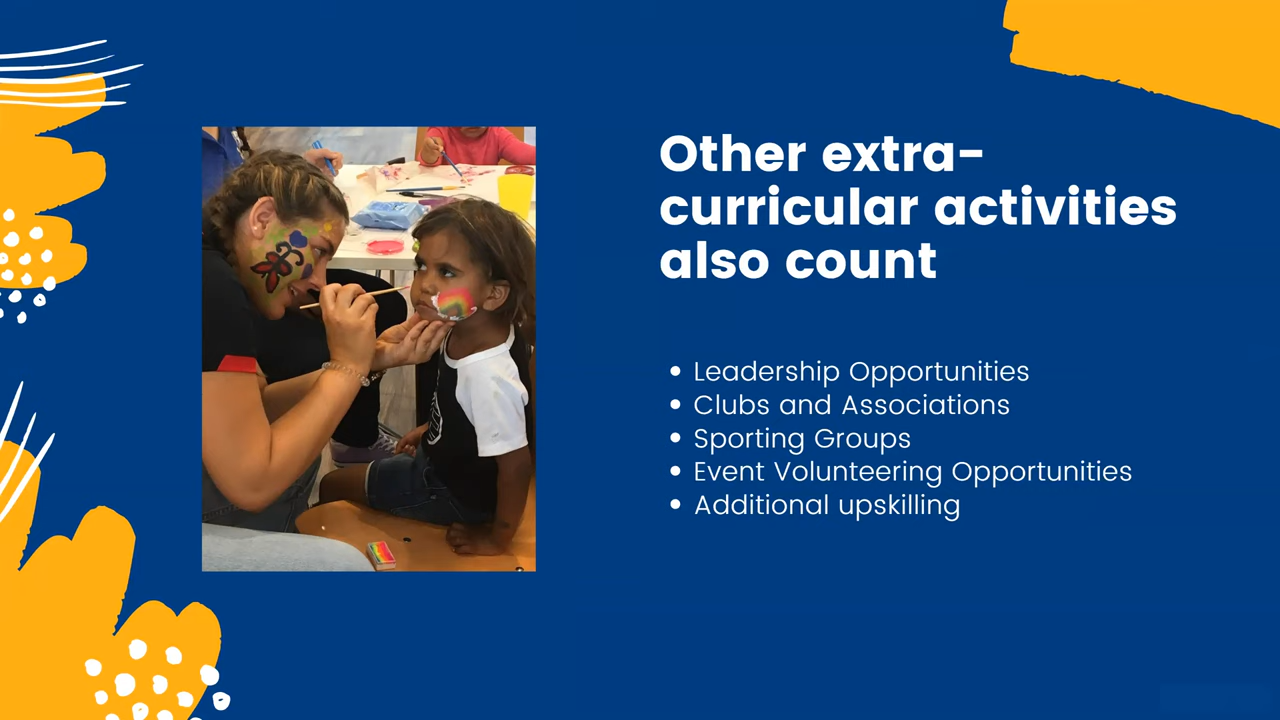 Other extra-
curricular activities
also count
• Leadership Opportunities
• Clubs and Associations
• Sporting Groups
• Event Volunteering Opportunities
• Additional upskilling